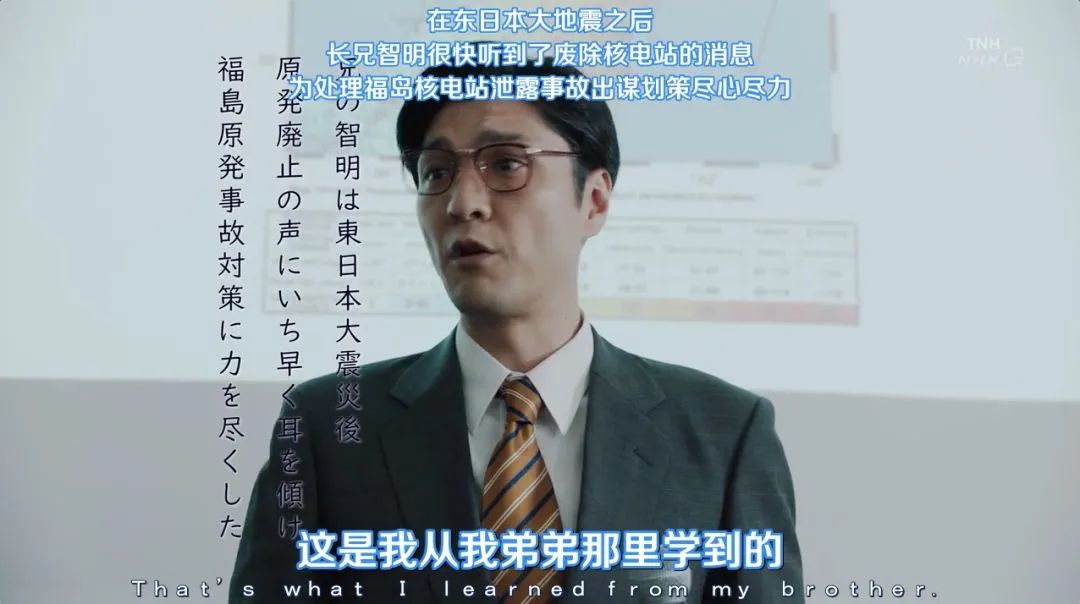 在东日本大地震之后
长兄智明很快听到了废除核电站的消息
为处理福岛核电站泄露事故出谋划策尽心尽力
TNH
NHK G
兄の智明は東日本大震災後
原発廃止の声にいち早く耳を傾け
福島原発事故対策に力を尽くした
这是我从我弟弟那里学到的
That's what I learned from my brother.